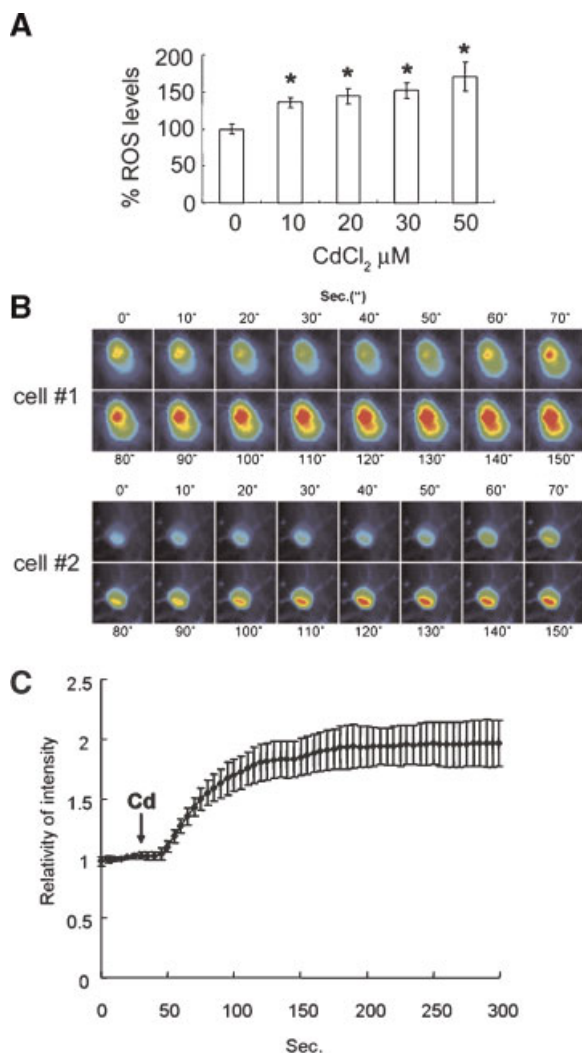 A
200
150
100
50
0
% ROS levels
* * * *
0 10 20 30 50
CdCl₂ μM
B
Sec.(")
0" 10" 20" 30" 40" 50" 60" 70"
cell #1
80" 90" 100" 110" 120" 130" 140" 150"
0" 10" 20" 30" 40" 50" 60" 70"
cell #2
80" 90" 100" 110" 120" 130" 140" 150"
C
2.5
2
1.5
1
0.5
0
Relativity of intensity
Cd
0 50 100 150 200 250 300
Sec.